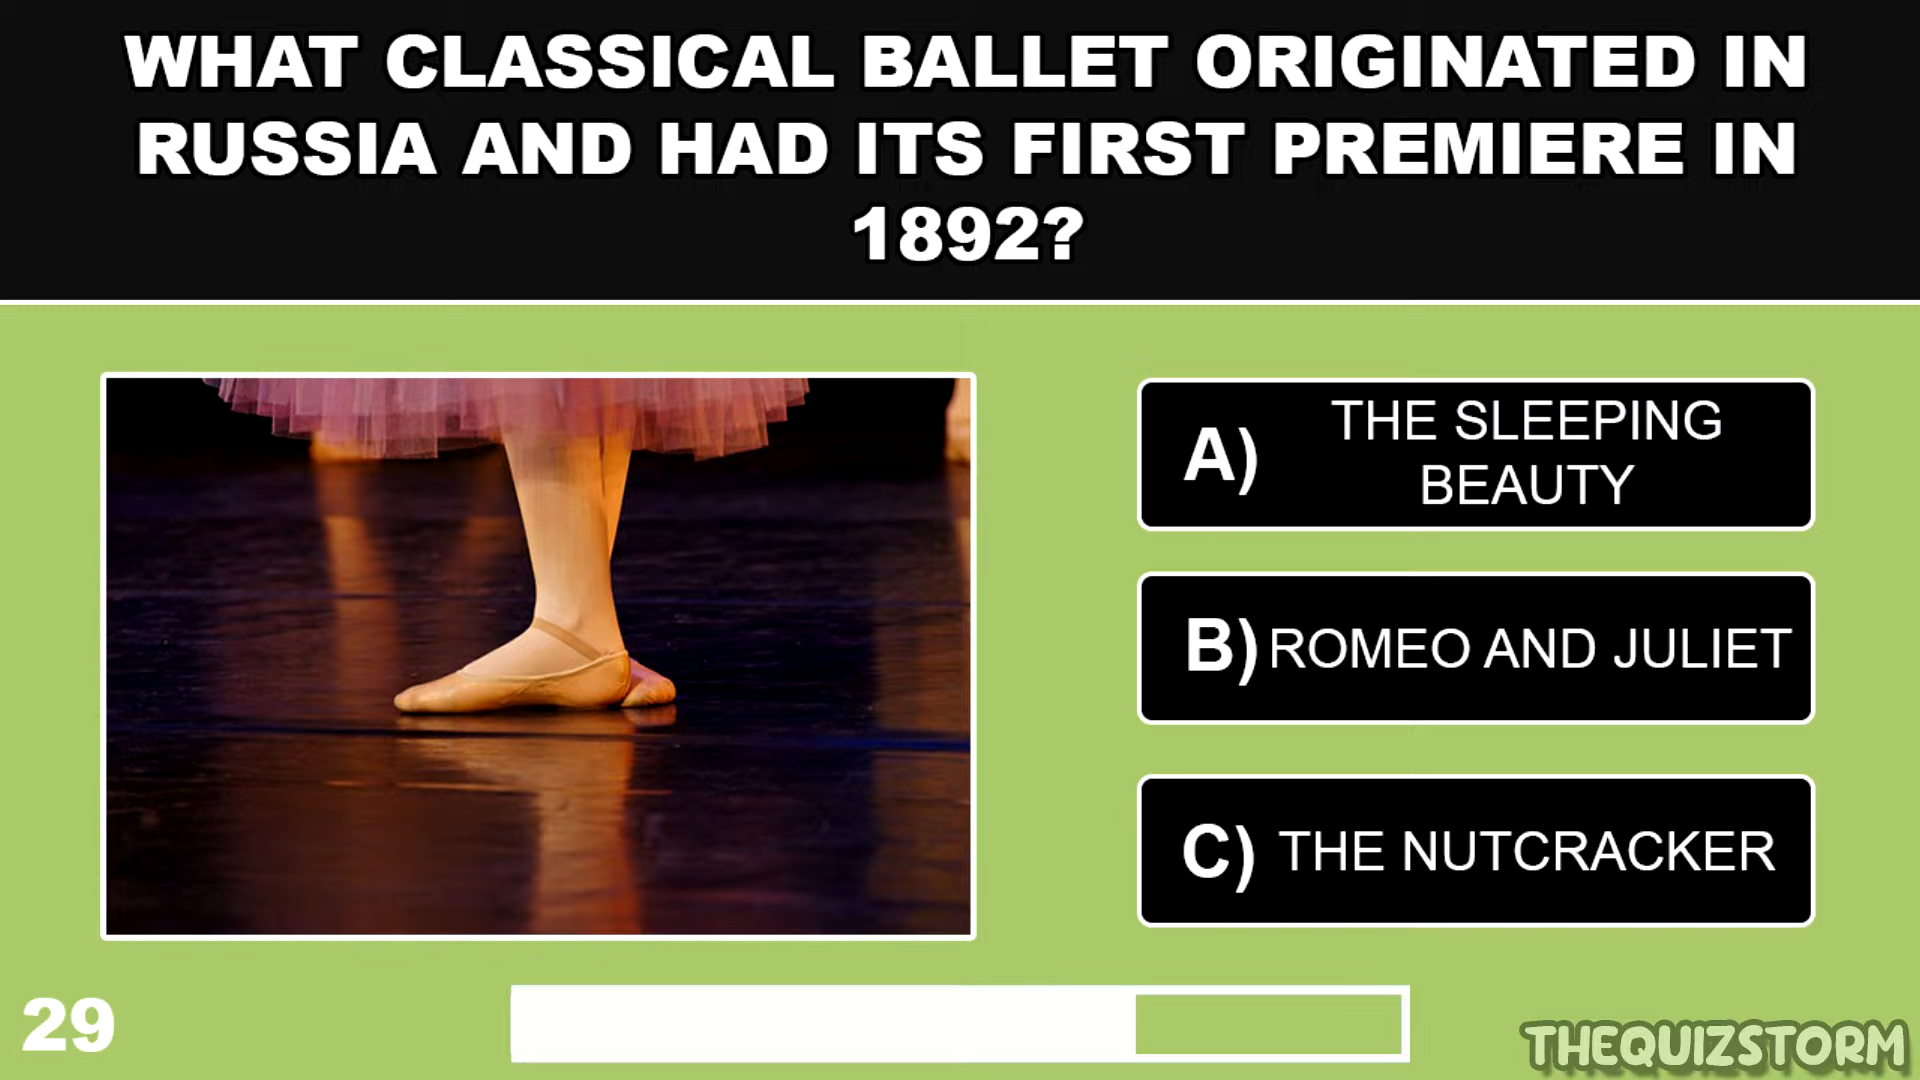 WHAT CLASSICAL BALLET ORIGINATED IN
RUSSIA AND HAD ITS FIRST PREMIERE IN
1892?
A) THE SLEEPING
BEAUTY
B) ROMEO AND JULIET
C) THE NUTCRACKER
29
THEQUIZSTORM